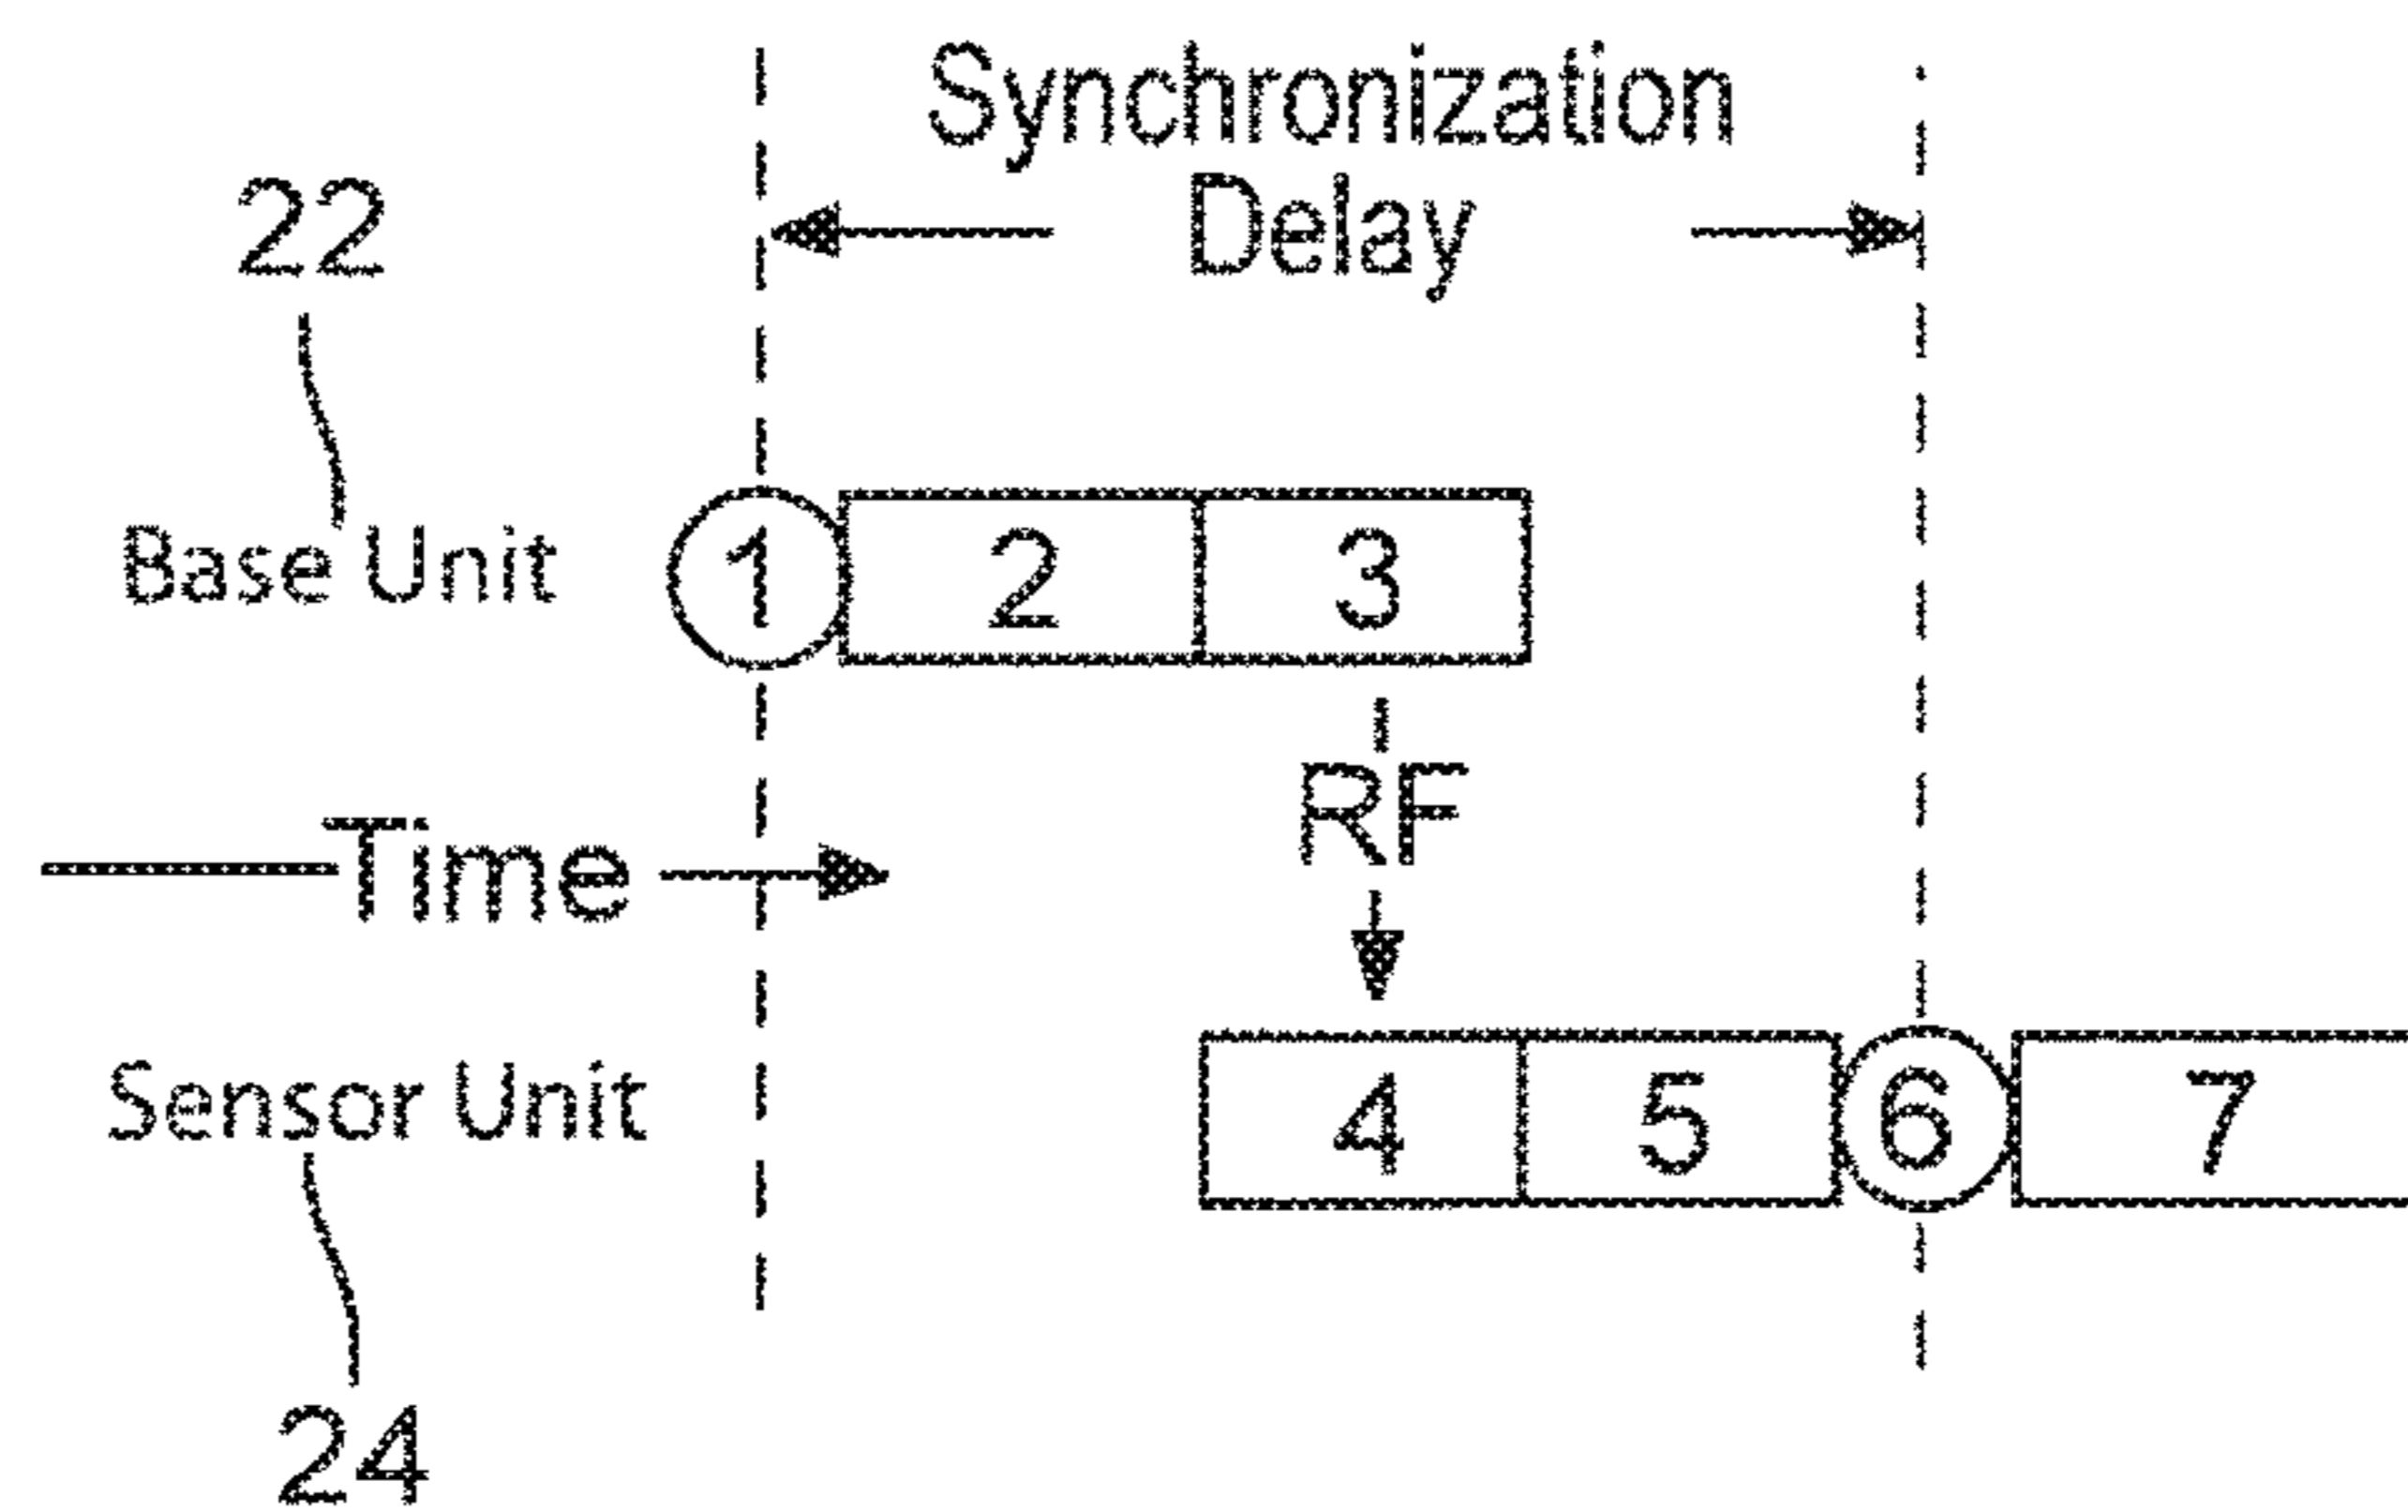 Synchronization
Delay
22
Base Unit
1 2 3
RF
Time
Sensor Unit
4 5 6 7
24